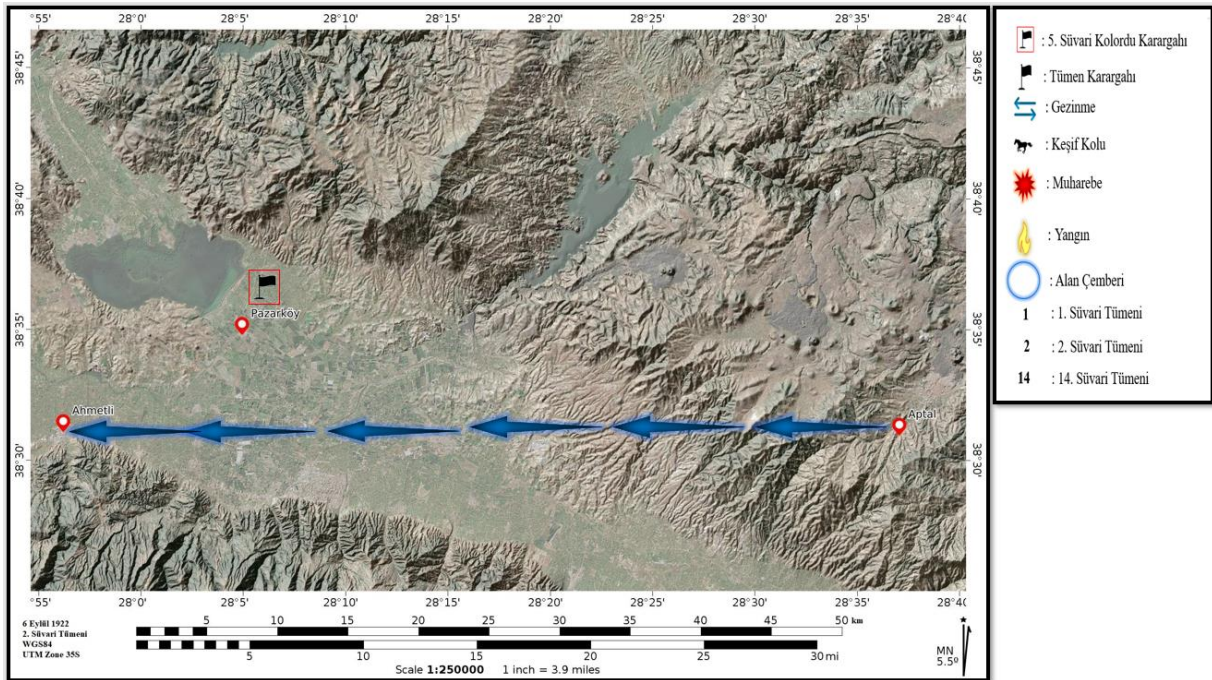 55' 28°0' 28°5' 28°10' 28°15' 28°20' 28°25' 28°30' 28°35' 28°40'
38°45' 38°45'
38°40' 38°40'
Pazarköy
38°35' 38°35'
Ahmetli Aptal
38°30' 38°30'
55' 28°0' 28°5' 28°10' 28°15' 28°20' 28°25' 28°30' 28°35' 28°40'
6 Eylül 1922
2. Süvari Tümeni
WGS84
UTM Zone 35S
5 10 15 20 25 30 35 40 45 50 km
5 10 15 20 25 30 mi
Scale 1:250000 1 inch = 3.9 miles
MN
5.5°
: 5. Süvari Kolordu Karargahı
: Tümen Karargahı
: Gezinme
: Keşif Kolu
: Muharebe
: Yangın
: Alan Çemberi
1 : 1. Süvari Tümeni
2 : 2. Süvari Tümeni
14 : 14. Süvari Tümeni